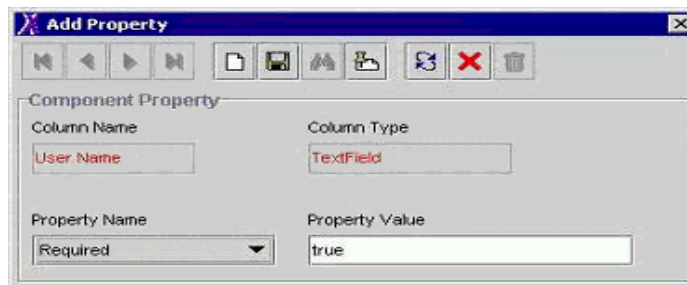 Add Property
Component Property
Column Name
Column Type
User Name
TextField
Property Name
Property Value
Required
true